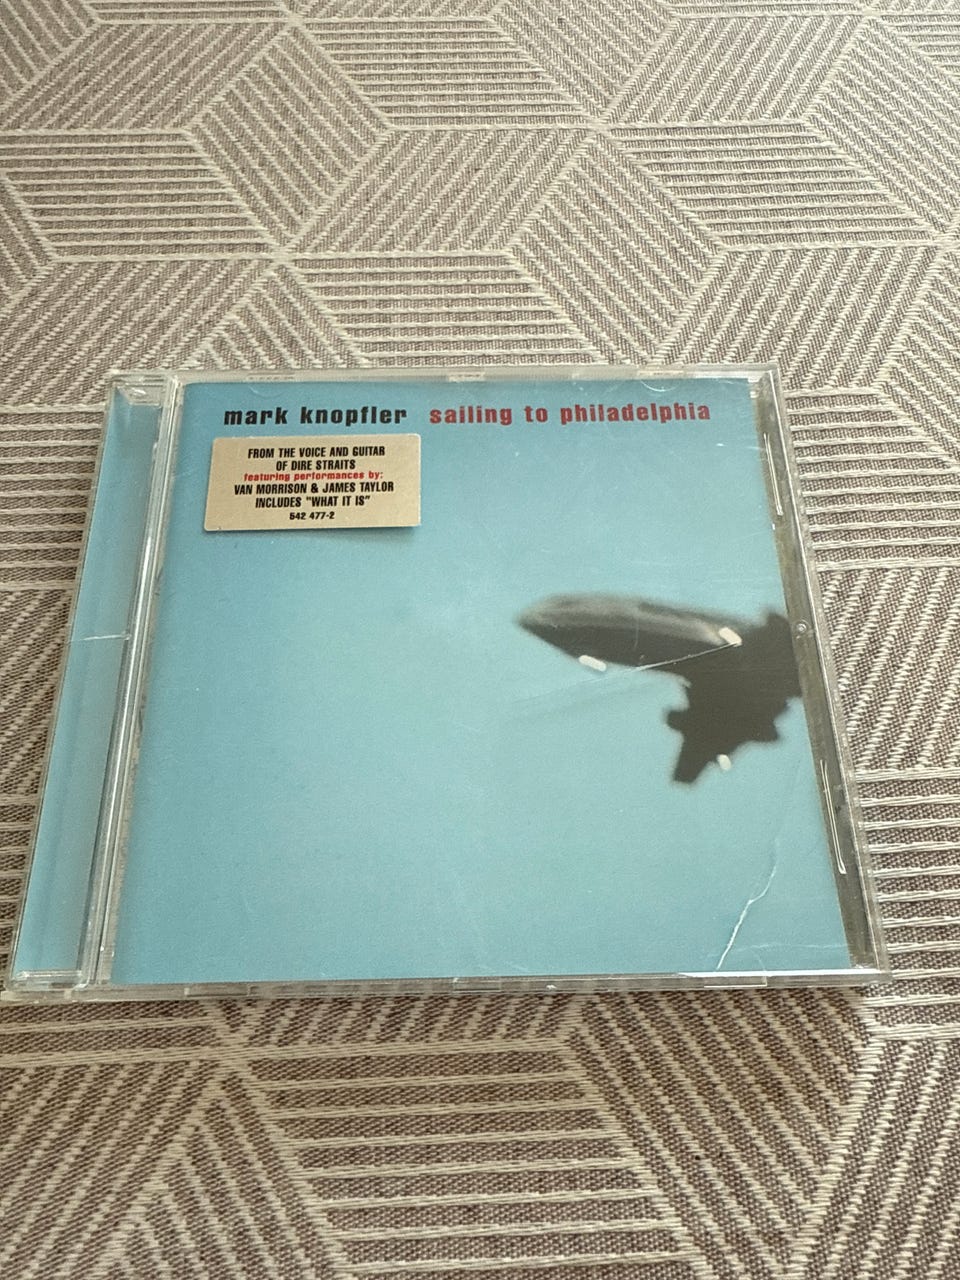 mark knopfler sailing to philadelphia
FROM THE VOICE AND GUITAR
OF DIRE STRAITS
featuring performances by:
VAN MORRISON & JAMES TAYLOR
INCLUDES "WHAT IT IS"
542 477-2